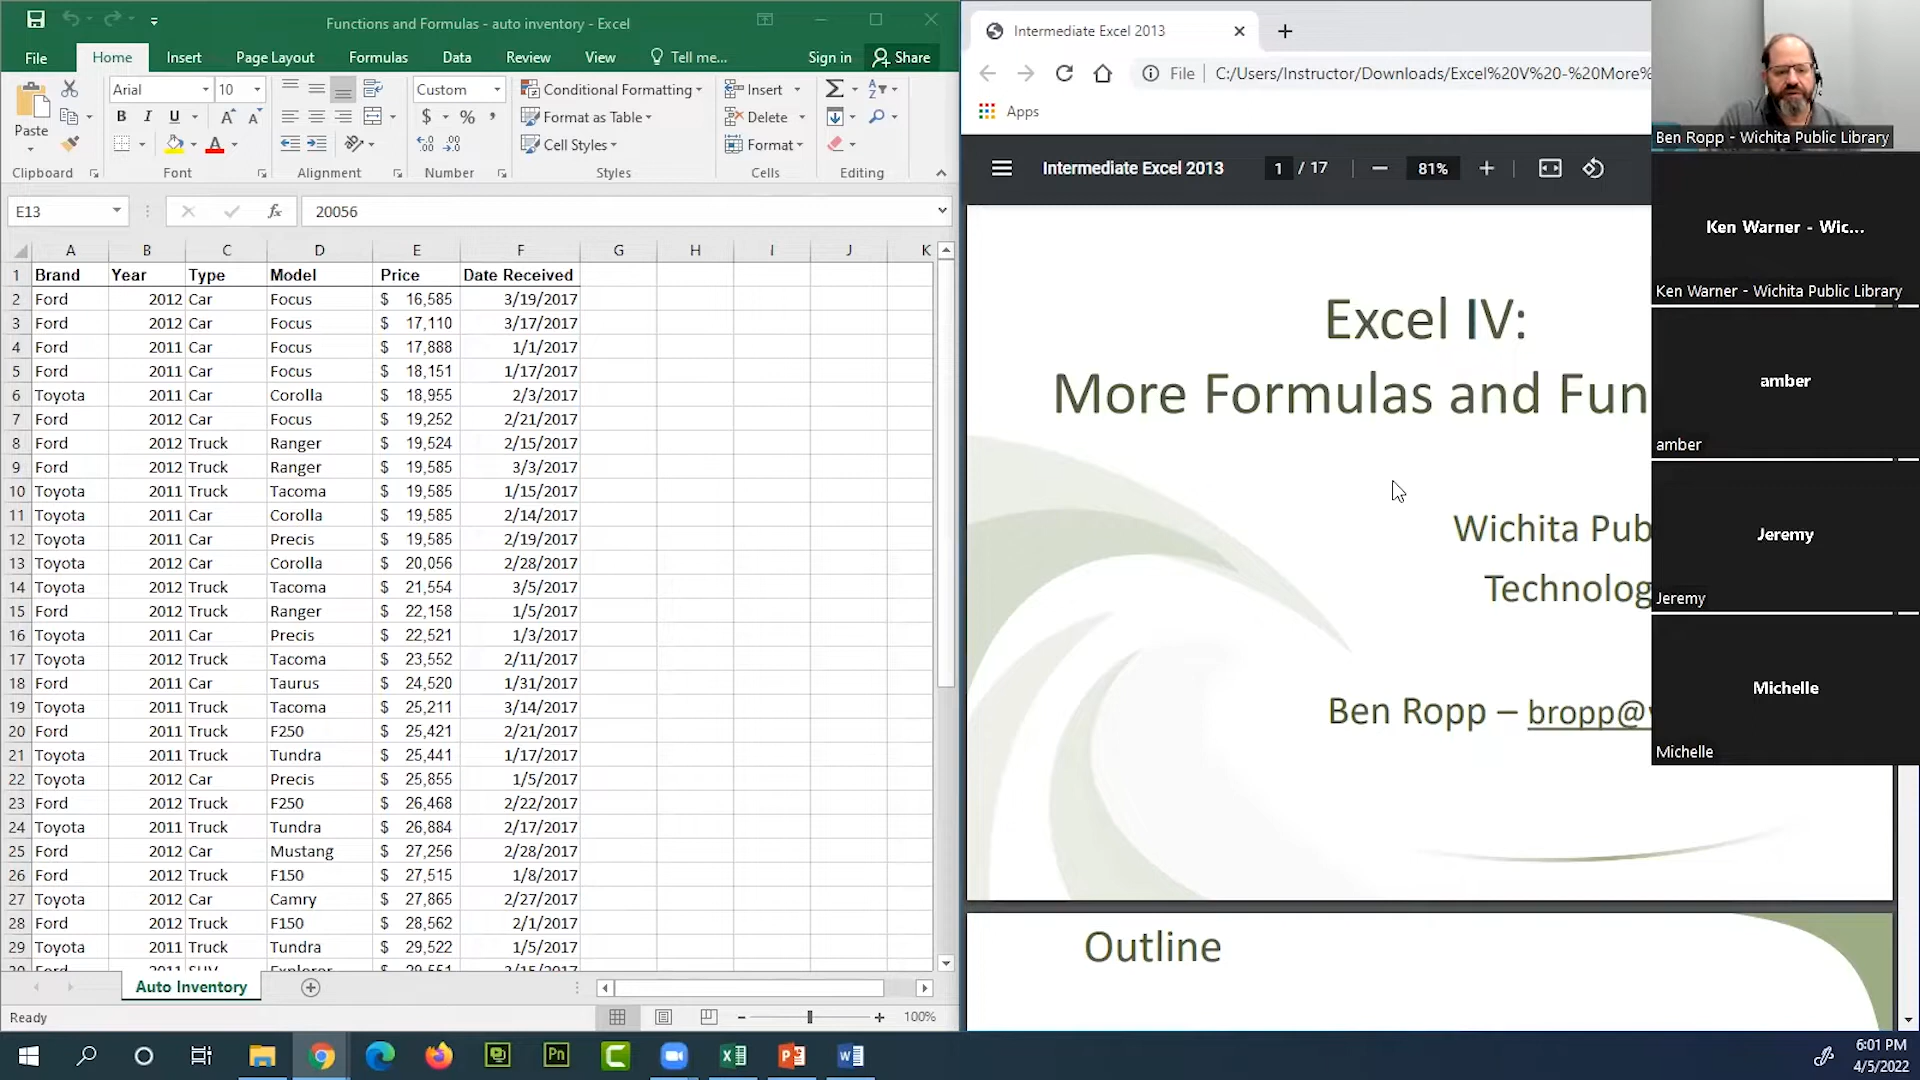 Functions and Formulas - auto inventory - Excel
File Home Insert Page Layout Formulas Data Review View Tell me... Sign in Share
Paste
Clipboard
Arial 10
B I U
Font
Alignment
Custom
$ % ,
Number
Conditional Formatting
Format as Table
Cell Styles
Styles
Insert
Delete
Format
Cells
Editing
E13 fx 20056
A B C D E F G H I J K
1 Brand Year Type Model Price Date Received
2 Ford 2012 Car Focus $ 16,585 3/19/2017
3 Ford 2012 Car Focus $ 17,110 3/17/2017
4 Ford 2011 Car Focus $ 17,888 1/1/2017
5 Ford 2011 Car Focus $ 18,151 1/17/2017
6 Toyota 2011 Car Corolla $ 18,955 2/3/2017
7 Ford 2012 Car Focus $ 19,252 2/21/2017
8 Ford 2012 Truck Ranger $ 19,524 2/15/2017
9 Ford 2012 Truck Ranger $ 19,585 3/3/2017
10 Toyota 2011 Truck Tacoma $ 19,585 1/15/2017
11 Toyota 2011 Car Corolla $ 19,585 2/14/2017
12 Toyota 2011 Car Precis $ 19,585 2/19/2017
13 Toyota 2012 Car Corolla $ 20,056 2/28/2017
14 Toyota 2012 Truck Tacoma $ 21,554 3/5/2017
15 Ford 2012 Truck Ranger $ 22,158 1/5/2017
16 Toyota 2011 Car Precis $ 22,521 1/3/2017
17 Toyota 2012 Truck Tacoma $ 23,552 2/11/2017
18 Ford 2011 Car Taurus $ 24,520 1/31/2017
19 Toyota 2011 Truck Tacoma $ 25,211 3/14/2017
20 Ford 2011 Truck F250 $ 25,421 2/21/2017
21 Toyota 2011 Truck Tundra $ 25,441 1/17/2017
22 Toyota 2012 Car Precis $ 25,855 1/5/2017
23 Ford 2012 Truck F250 $ 26,468 2/22/2017
24 Toyota 2011 Truck Tundra $ 26,884 2/17/2017
25 Ford 2012 Car Mustang $ 27,256 2/28/2017
26 Ford 2012 Truck F150 $ 27,515 1/8/2017
27 Toyota 2012 Car Camry $ 27,865 2/27/2017
28 Ford 2012 Truck F150 $ 28,562 2/1/2017
29 Toyota 2011 Truck Tundra $ 29,522 1/5/2017
Auto Inventory
Ready 100%
Intermediate Excel 2013
File C:/Users/Instructor/Downloads/Excel%20V%20-%20More%
Apps
Intermediate Excel 2013 1 / 17 81%
Excel IV:
More Formulas and Fun
Wichita Pub
Technolog
Ben Ropp – bropp@
Outline
Ben Ropp - Wichita Public Library
Ken Warner - Wic...
Ken Warner - Wichita Public Library
amber
amber
Jeremy
Jeremy
Michelle
Michelle
6:01 PM
4/5/2022